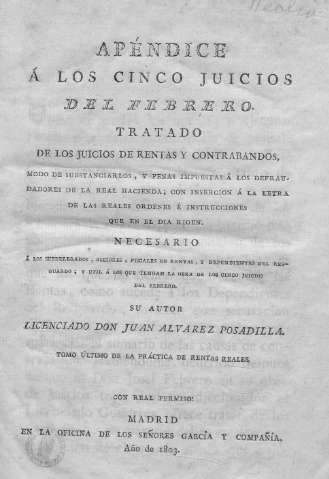 APÉNDICE
Á LOS CINCO JUICIOS
DEL FEBRERO.
TRATADO
DE LOS JUICIOS DE RENTAS Y CONTRABANDOS,
MODO DE SUBSTANCIARLOS, Y PENAS IMPUESTAS Á LOS DEFRAU-
DADORES DE LA REAL HACIENDA; CON INSERCION Á LA LETRA
DE LAS REALES ORDENES É INSTRUCCIONES
QUE EN EL DIA RIGEN.
NECESARIO
Á LOS SUBDELEGADOS, ASESORES, FISCALES DE RENTAS, Y DEPENDIENTES DEL RES-
GUARDO; Y UTIL Á LOS QUE TENGAN LA OBRA DE LOS CINCO JUICIOS
DEL FEBRERO.
SU AUTOR
LICENCIADO DON JUAN ALVAREZ POSADILLA.
TOMO ÚLTIMO DE LA PRÁCTICA DE RENTAS REALES.
CON REAL PERMISO:
MADRID
EN LA OFICINA DE LOS SEÑORES GARCÍA Y COMPAÑÍA.
Año de 1803.